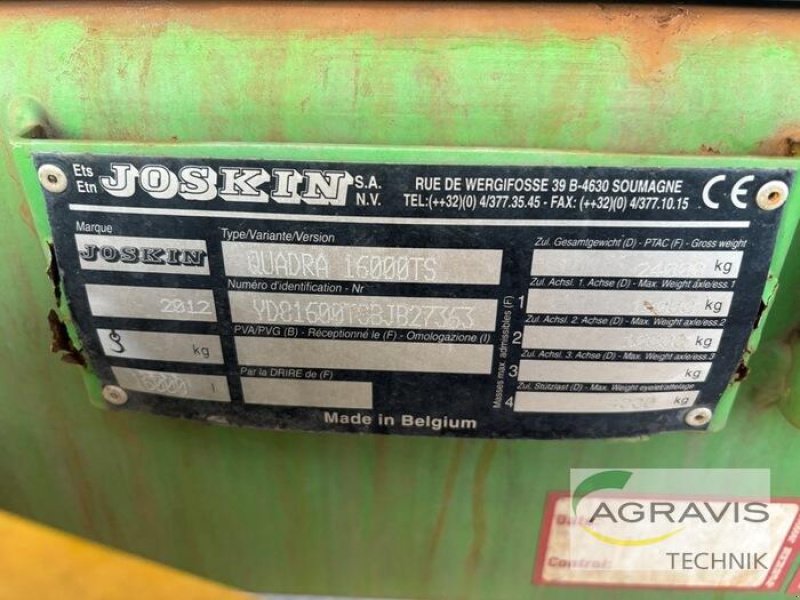 Ets
Etn
JOSKIN S.A.
N.V.
RUE DE WERGIFOSSE 39 B-4630 SOUMAGNE
TEL:(++32)(0) 4/377.35.45 - FAX: (++32)(0) 4/377.10.15
CE
Marque
JOSKIN
2012
kg
16000 l
Type/Variante/Version
QUADRA 16000TS
Numéro d'identification - Nr
PVA/PVG (B) - Réceptionné le (F) - Omologazione (I)
Par la DRIRE de (F)
Masses max. admissibles (F)
Zul. Gesamtgewicht (D) - PTAC (F) - Gross weight
kg
Zul. Achsl. 1. Achse (D) - Max. Weight axle/ess.1
1 kg
Zul. Achsl. 2. Achse (D) - Max. Weight axle/ess.2
2 kg
Zul. Achsl. 3. Achse (D) - Max. Weight axle/ess.3
3 kg
Zul. Stützlast (D) - Max. Weight eyelet/attelage
4 kg
Made in Belgium
Date
Control:
AGRAVIS
TECHNIK